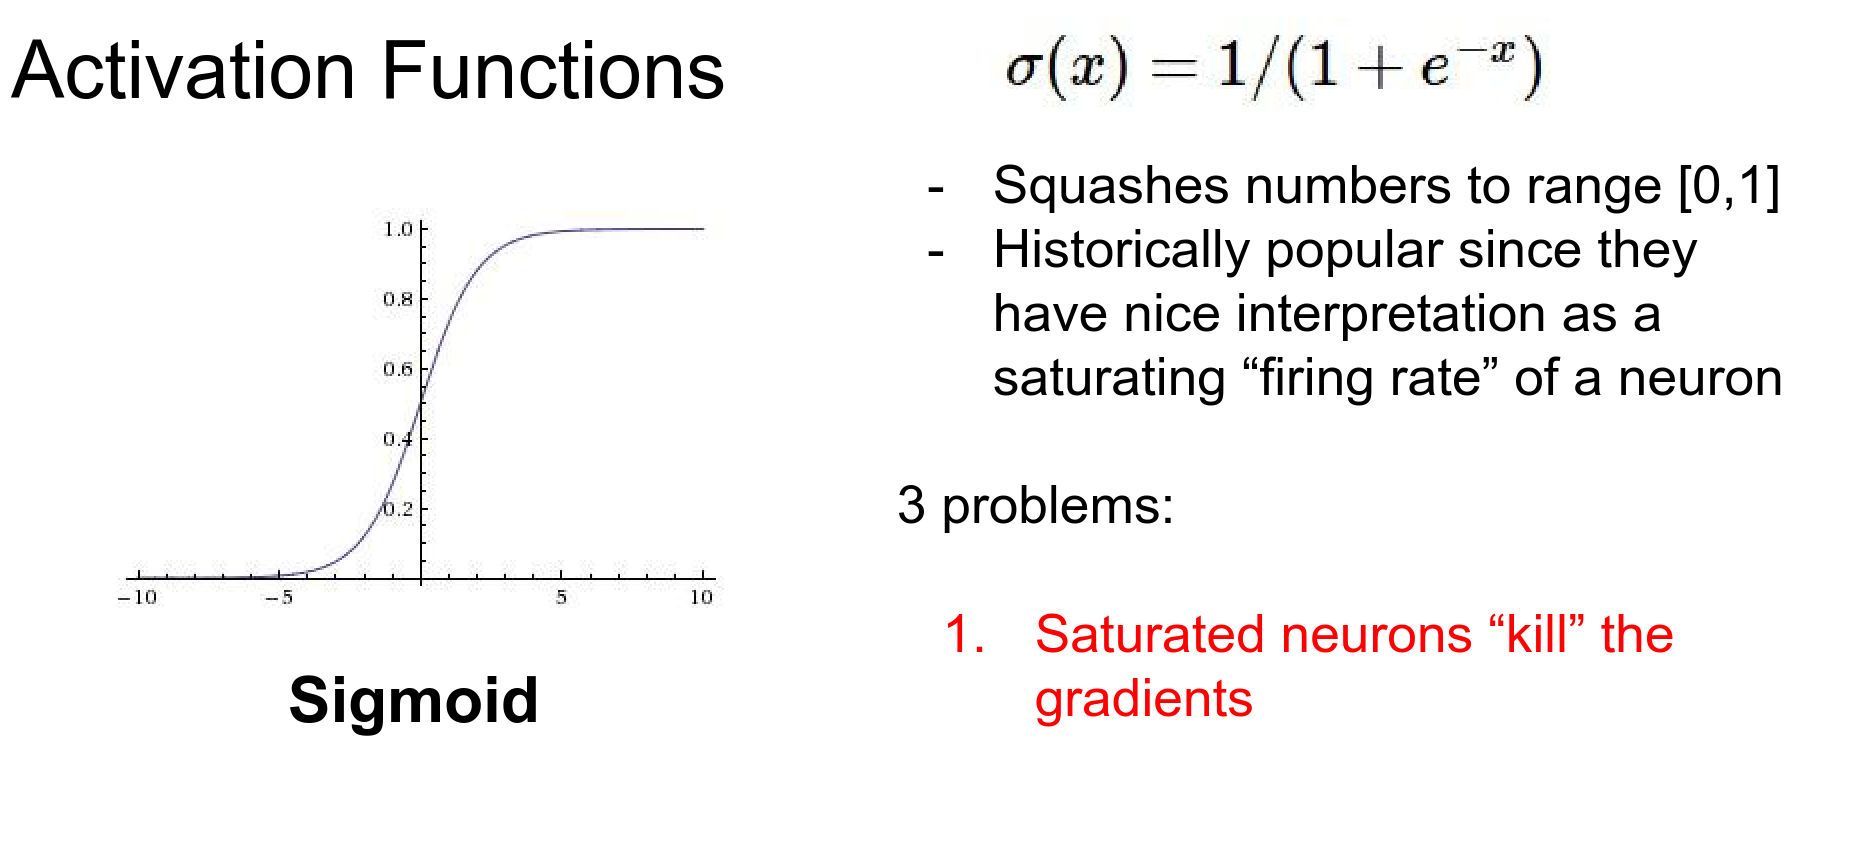 Activation Functions
σ(x) = 1/(1 + e^{-x})
- Squashes numbers to range [0,1]
- Historically popular since they
have nice interpretation as a
saturating “firing rate” of a neuron
3 problems:
1. Saturated neurons “kill” the
gradients
1.0
0.8
0.6
0.4
0.2
−10 −5 5 10
Sigmoid